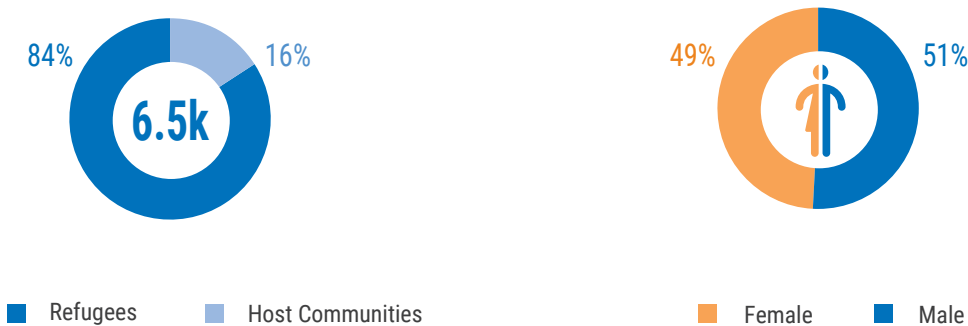 84%
16%
6.5k
49%
51%
Refugees
Host Communities
Female
Male